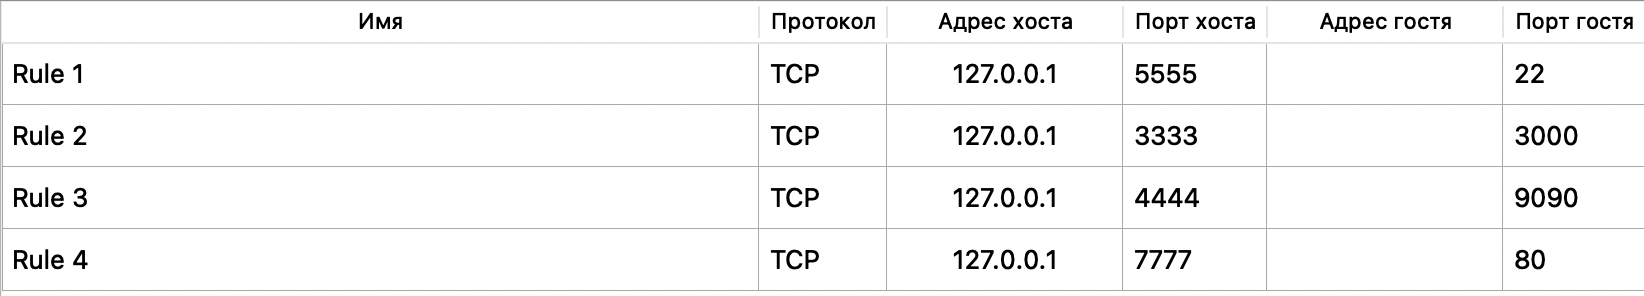 Имя Протокол Адрес хоста Порт хоста Адрес гостя Порт гостя
Rule 1 TCP 127.0.0.1 5555 22
Rule 2 TCP 127.0.0.1 3333 3000
Rule 3 TCP 127.0.0.1 4444 9090
Rule 4 TCP 127.0.0.1 7777 80